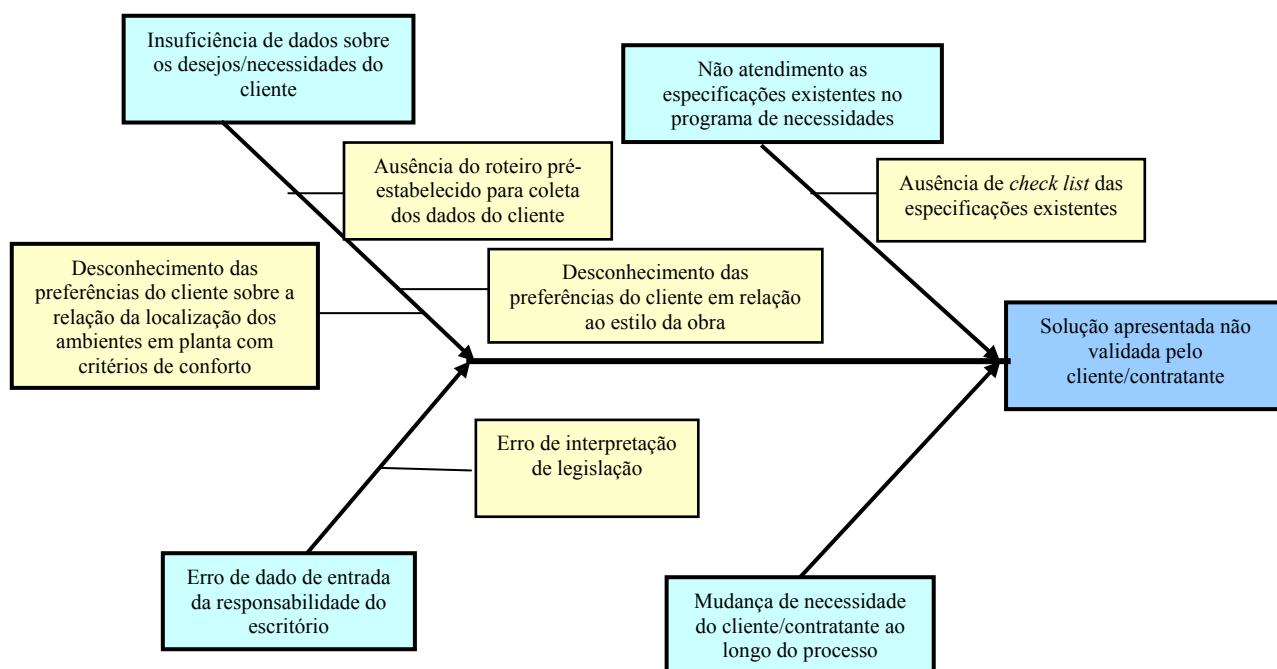 Insuficiência de dados sobre
os desejos/necessidades do
cliente
Não atendimento as
especificações existentes no
programa de necessidades
Ausência do roteiro pré-
estabelecido para coleta
dos dados do cliente
Ausência de check list das
especificações existentes
Desconhecimento das
preferências do cliente sobre a
relação da localização dos
ambientes em planta com
critérios de conforto
Desconhecimento das
preferências do cliente em relação
ao estilo da obra
Solução apresentada não
validada pelo
cliente/contratante
Erro de interpretação
de legislação
Erro de dado de entrada
da responsabilidade do
escritório
Mudança de necessidade
do cliente/contratante ao
longo do processo